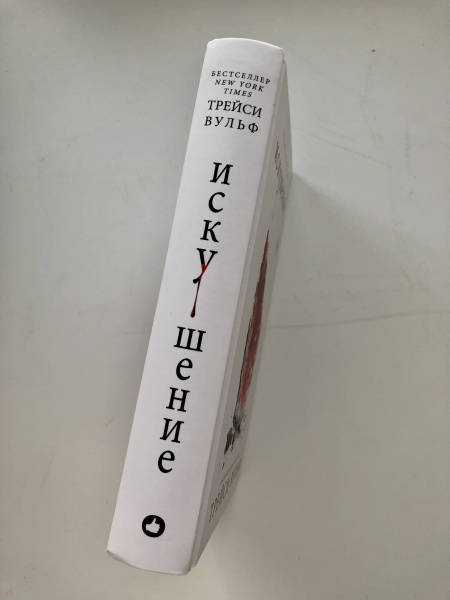 БЕСТСЕЛЛЕР
NEW YORK
TIMES
ТРЕЙСИ
ВУЛЬФ
иску
шение